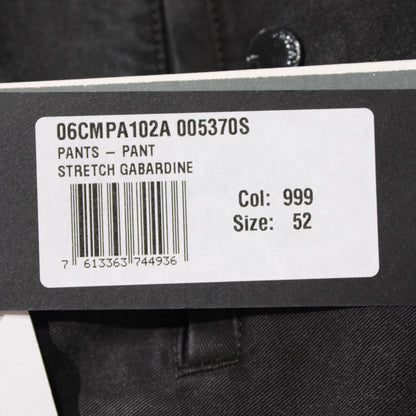 06CMPA102A 005370S
PANTS – PANT
STRETCH GABARDINE
Col: 999
Size: 52
7 613363 744936